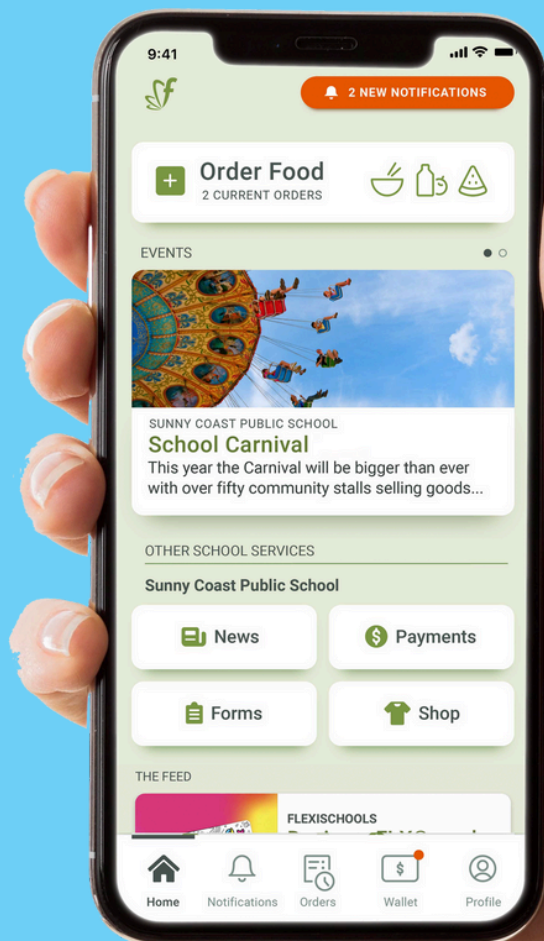 9:41
2 NEW NOTIFICATIONS
Order Food
2 CURRENT ORDERS
EVENTS
SUNNY COAST PUBLIC SCHOOL
School Carnival
This year the Carnival will be bigger than ever
with over fifty community stalls selling goods...
OTHER SCHOOL SERVICES
Sunny Coast Public School
News
Payments
Forms
Shop
THE FEED
FLEXISCHOOLS
Home
Notifications
Orders
Wallet
Profile